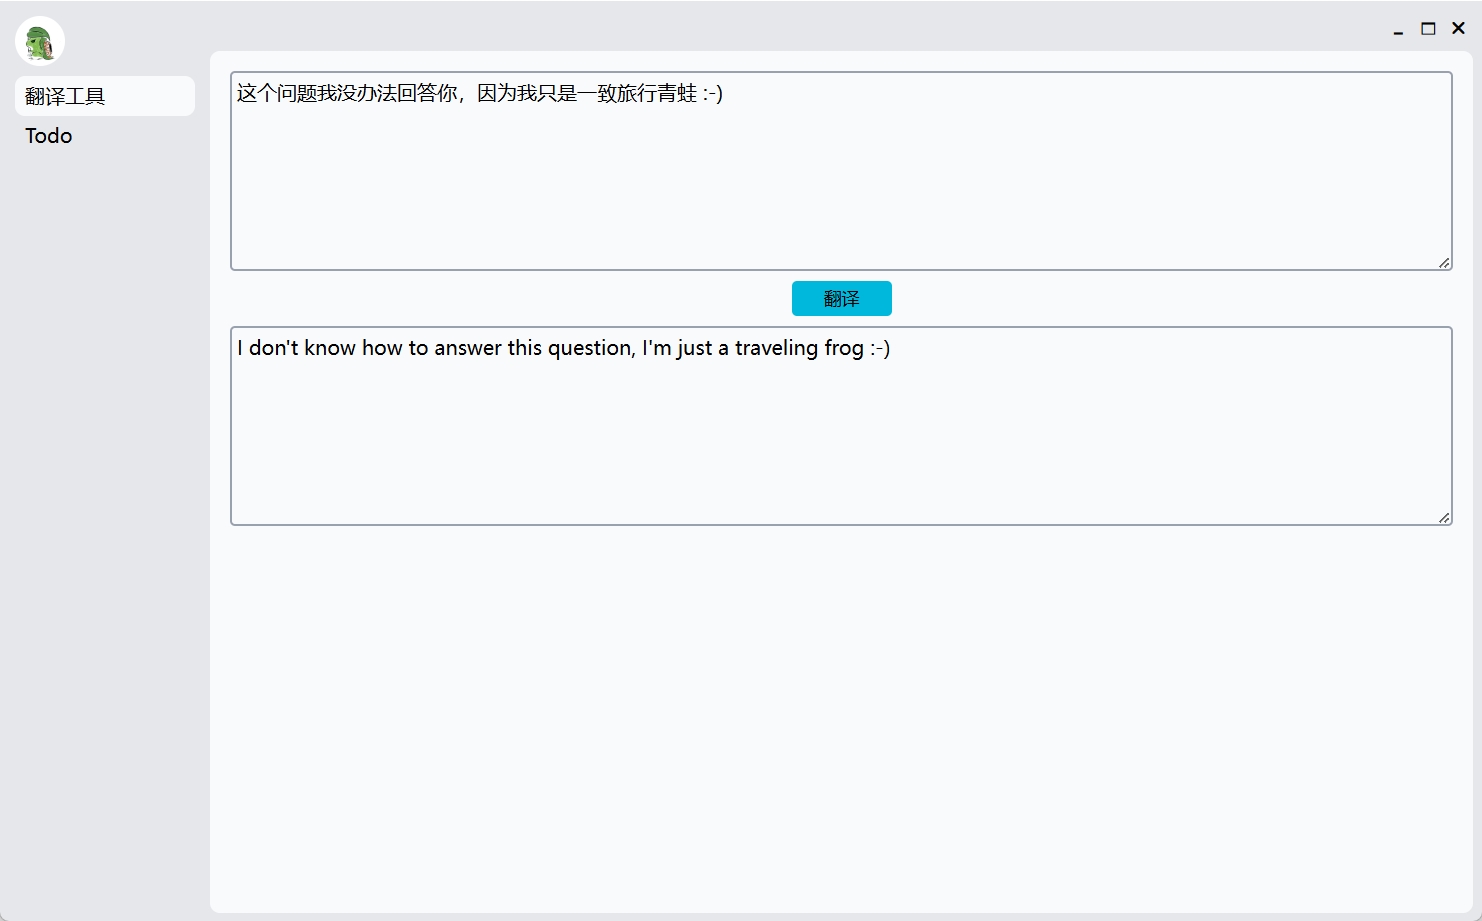 翻译工具
Todo
这个问题我没办法回答你，因为我只是一致旅行青蛙 :-)
翻译
I don't know how to answer this question, I'm just a traveling frog :-)